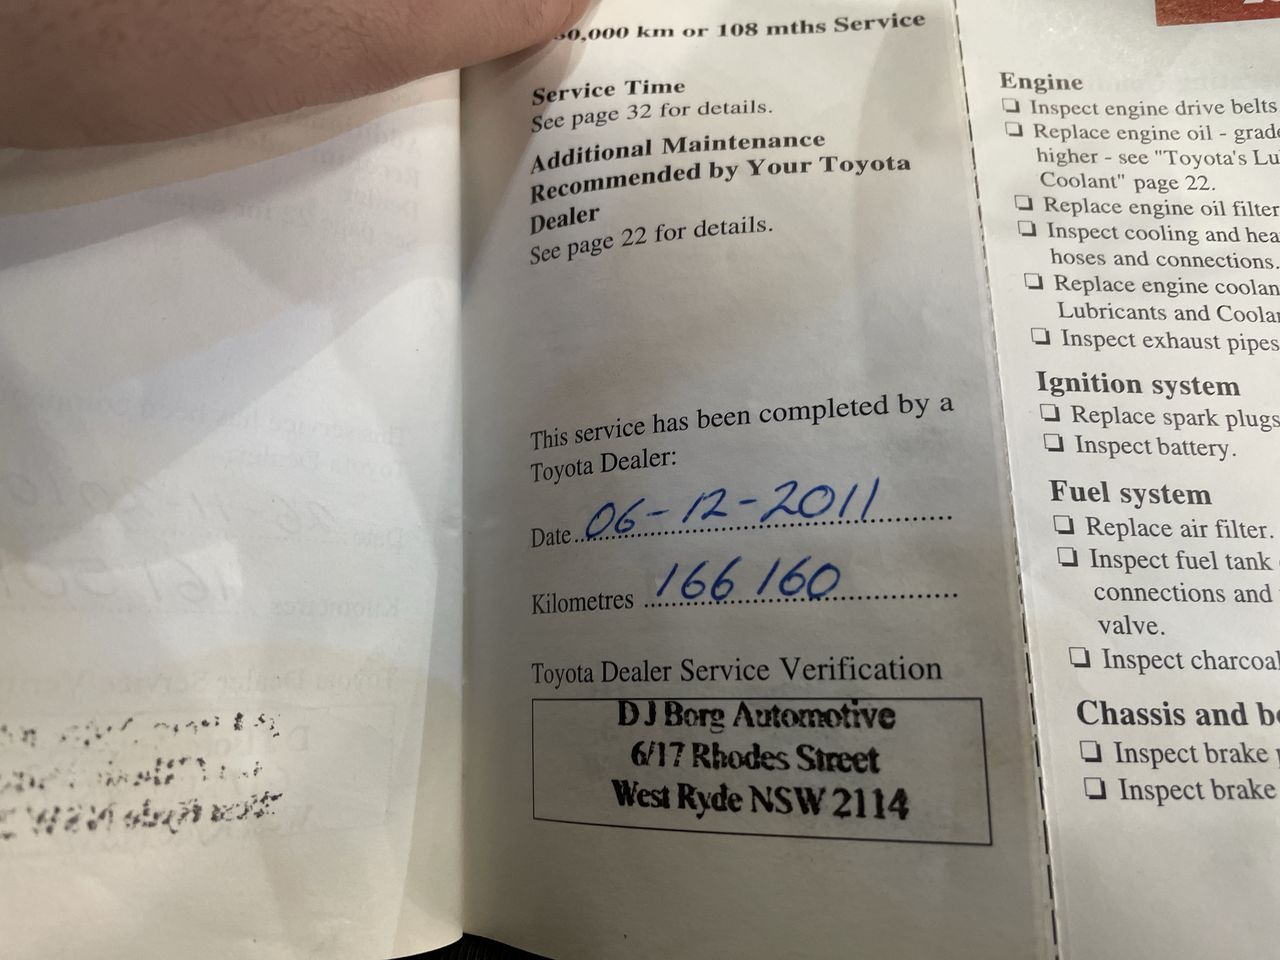 0,000 km or 108 mths Service
Service Time
See page 32 for details.
Additional Maintenance
Recommended by Your Toyota
Dealer
See page 22 for details.
This service has been completed by a
Toyota Dealer:
Date 06-12-2011
Kilometres 166 160
Toyota Dealer Service Verification
D J Borg Automotive
6/17 Rhodes Street
West Ryde NSW 2114
Engine
❏ Inspect engine drive belts
❏ Replace engine oil - grade
higher - see "Toyota's Lu
Coolant" page 22.
❏ Replace engine oil filter
❏ Inspect cooling and hea
hoses and connections.
❏ Replace engine coolan
Lubricants and Coola
❏ Inspect exhaust pipes
Ignition system
❏ Replace spark plugs
❏ Inspect battery.
Fuel system
❏ Replace air filter.
❏ Inspect fuel tank
connections and
valve.
❏ Inspect charcoal
Chassis and bo
❏ Inspect brake
❏ Inspect brake